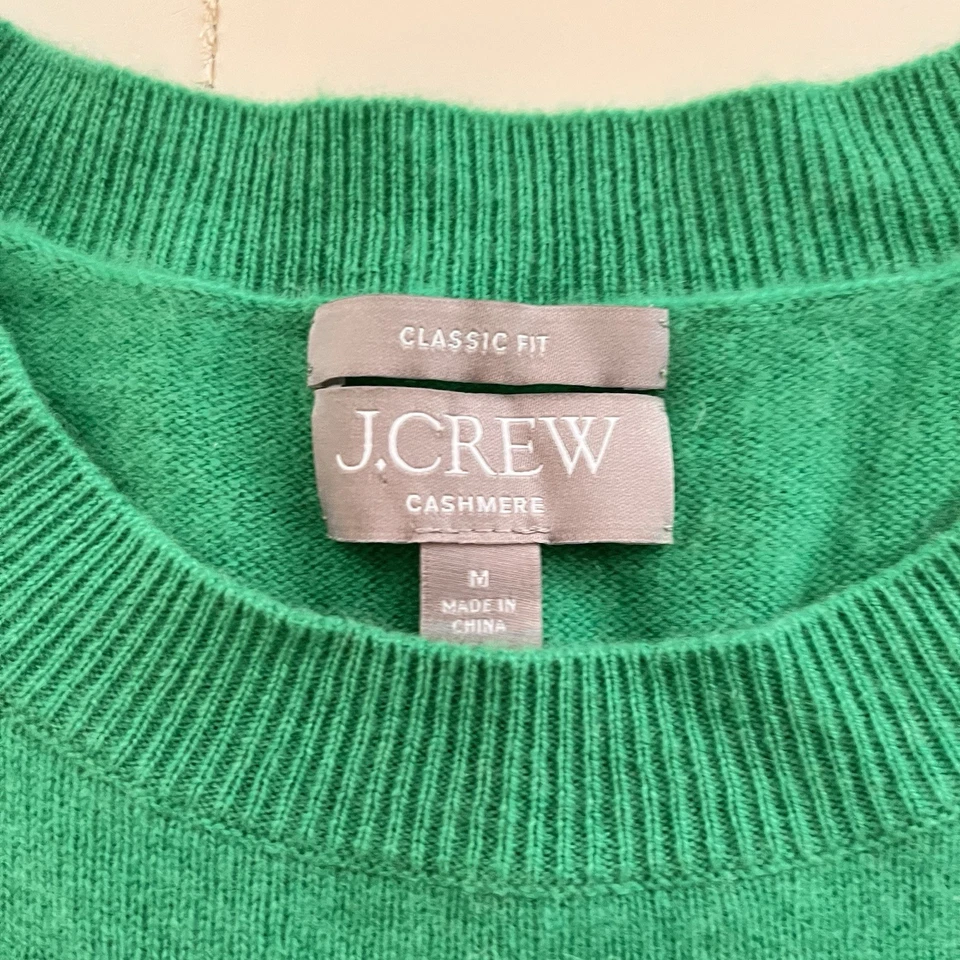 CLASSIC FIT
J.CREW
CASHMERE
M
MADE IN
CHINA